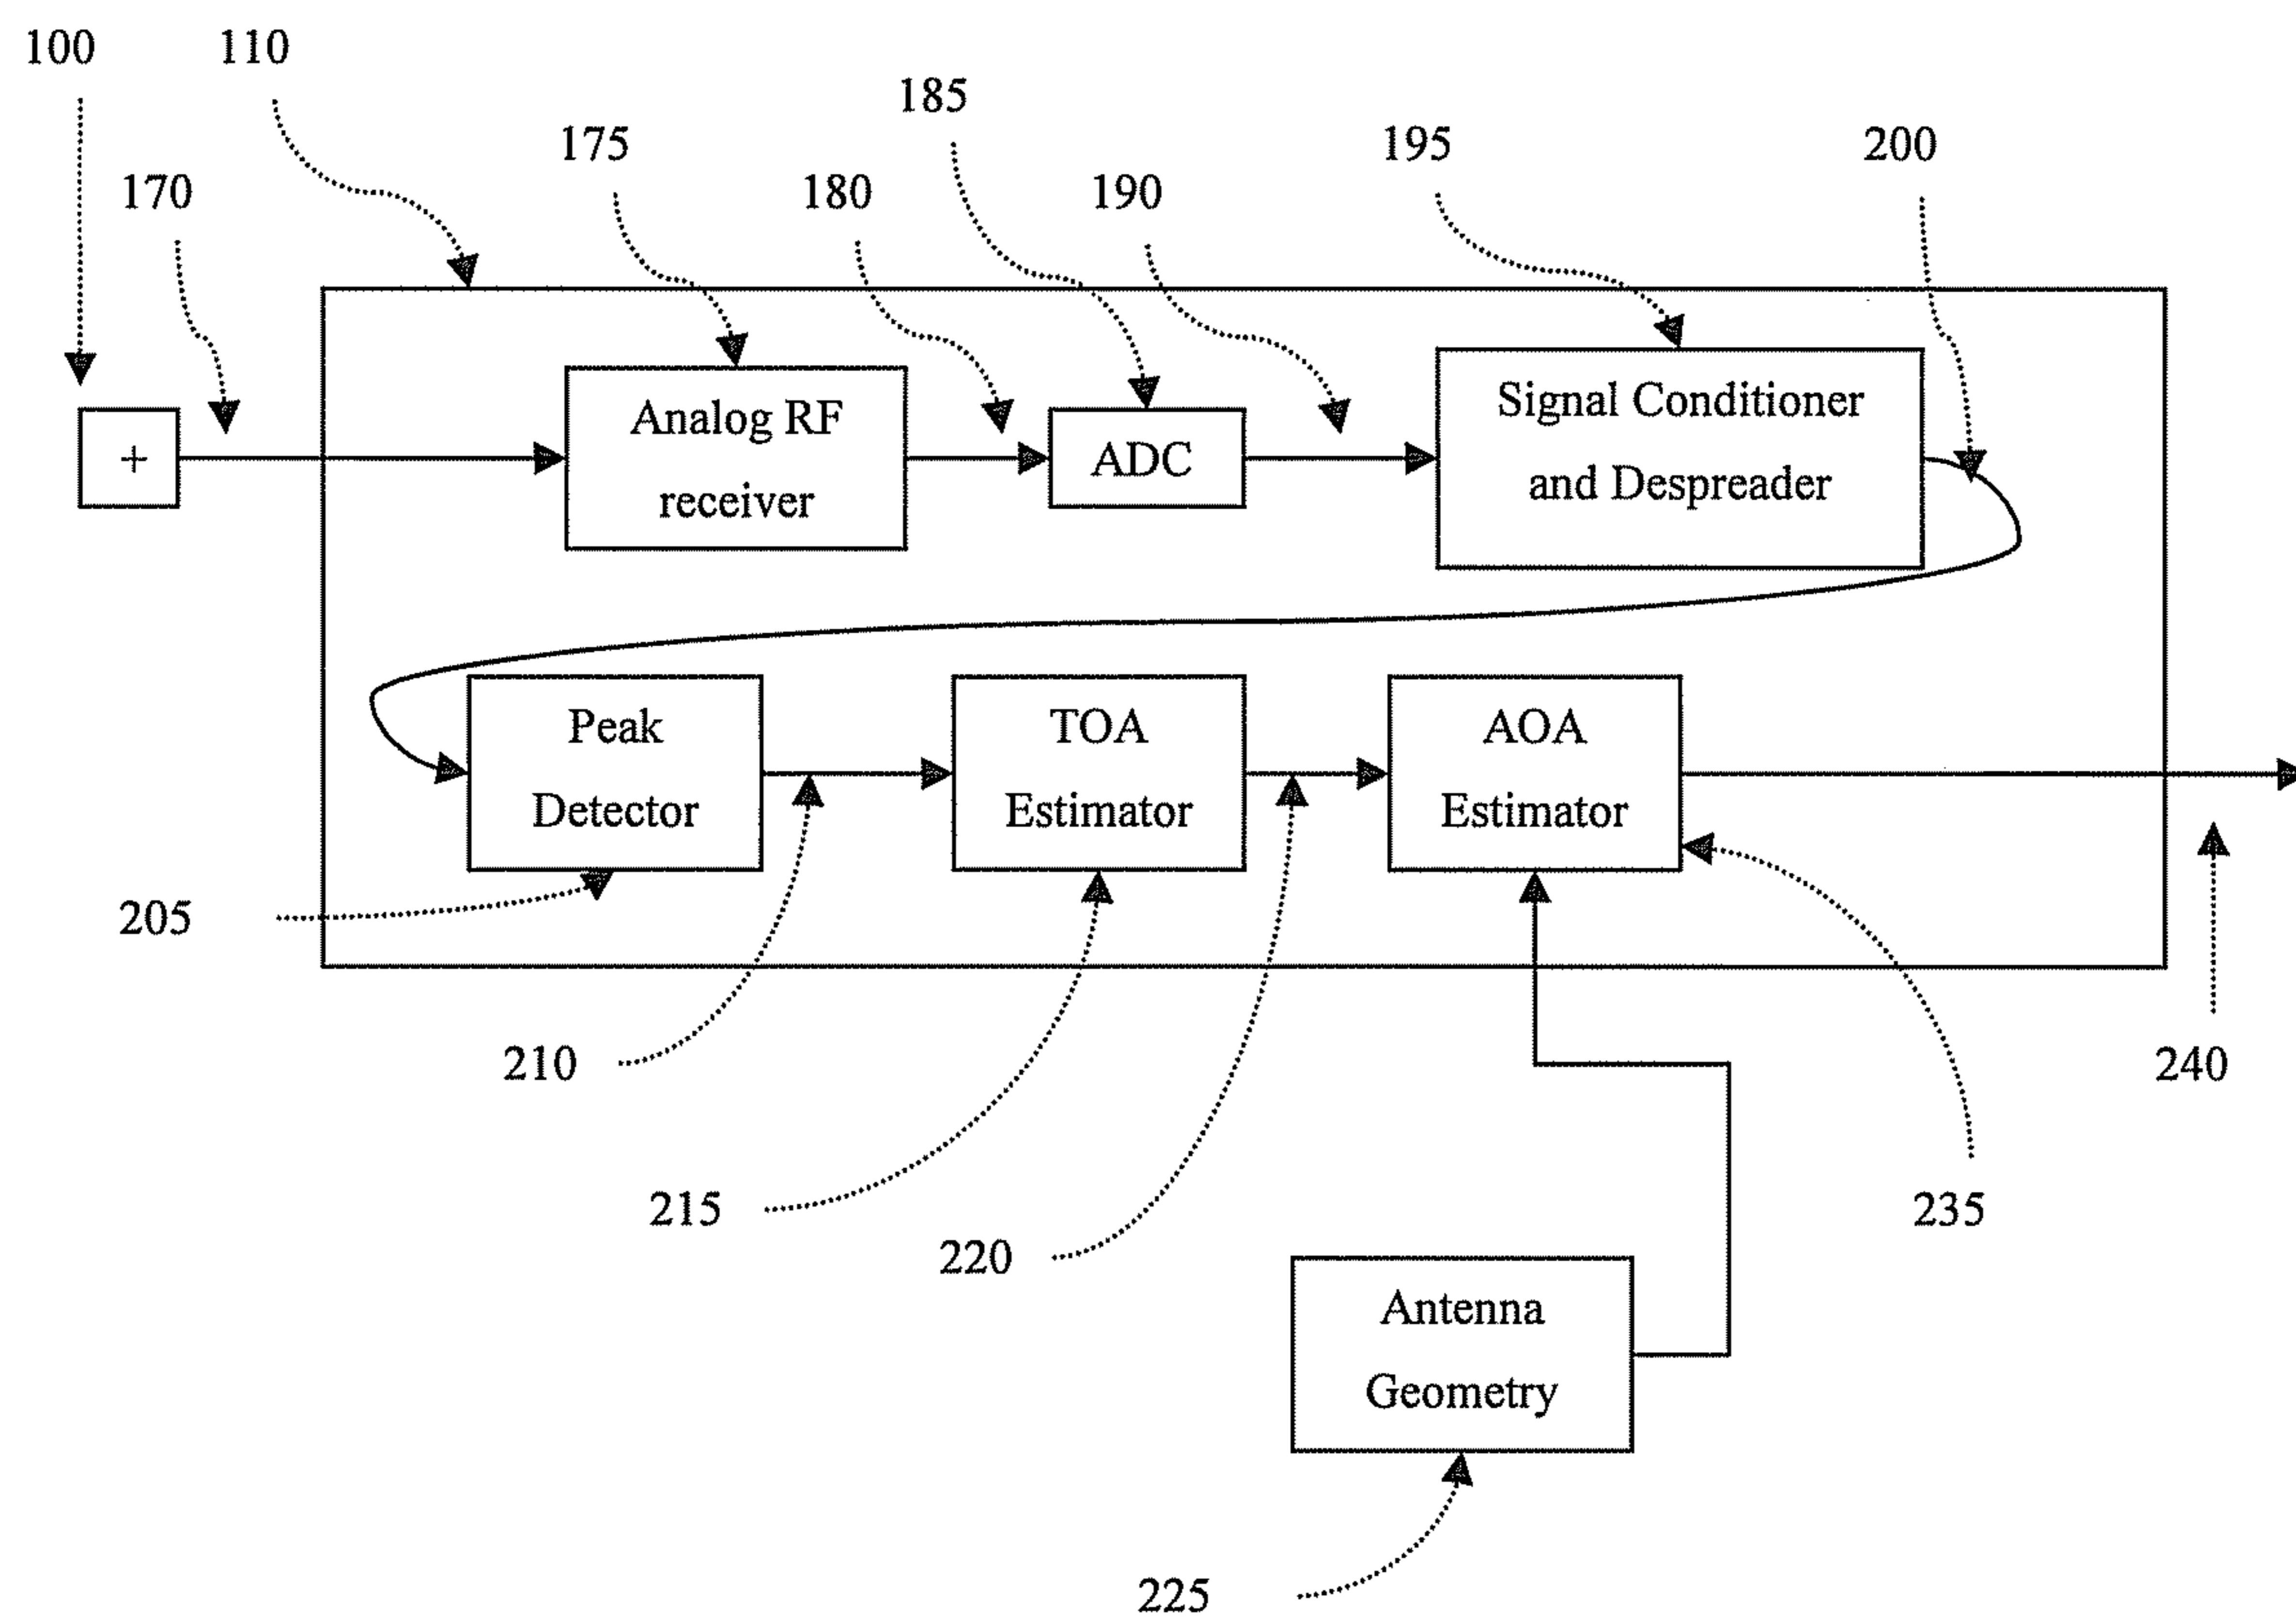 100
110
185
175
195
200
170
180
190
Analog RF
receiver
+
ADC
Signal Conditioner
and Despreader
Peak
Detector
TOA
Estimator
AOA
Estimator
205
210
240
215
235
220
Antenna
Geometry
225